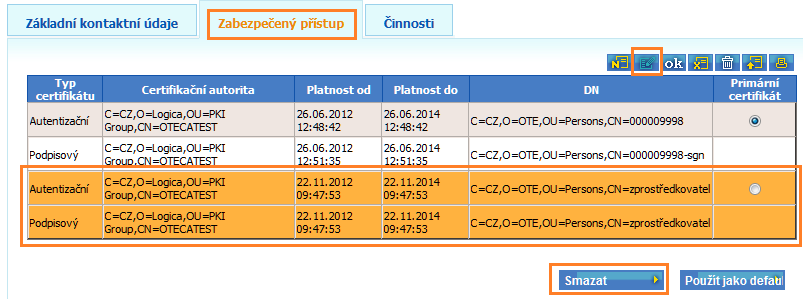 Základní kontaktní údaje Zabezpečený přístup Činnosti
N ok
Typ certifikátu Certifikační autorita Platnost od Platnost do DN Primární certifikát
Autentizační C=CZ,O=Logica,OU=PKI Group,CN=OTECATEST 26.06.2012 12:48:42 26.06.2014 12:48:42 C=CZ,O=OTE,OU=Persons,CN=000009998
Podpisový C=CZ,O=Logica,OU=PKI Group,CN=OTECATEST 26.06.2012 12:51:35 26.06.2014 12:51:35 C=CZ,O=OTE,OU=Persons,CN=000009998-sgn
Autentizační C=CZ,O=Logica,OU=PKI Group,CN=OTECATEST 22.11.2012 09:47:53 22.11.2014 09:47:53 C=CZ,O=OTE,OU=Persons,CN=zprostředkovatel
Podpisový C=CZ,O=Logica,OU=PKI Group,CN=OTECATEST 22.11.2012 09:47:53 22.11.2014 09:47:53 C=CZ,O=OTE,OU=Persons,CN=zprostředkovatel
Smazat Použít jako defaul